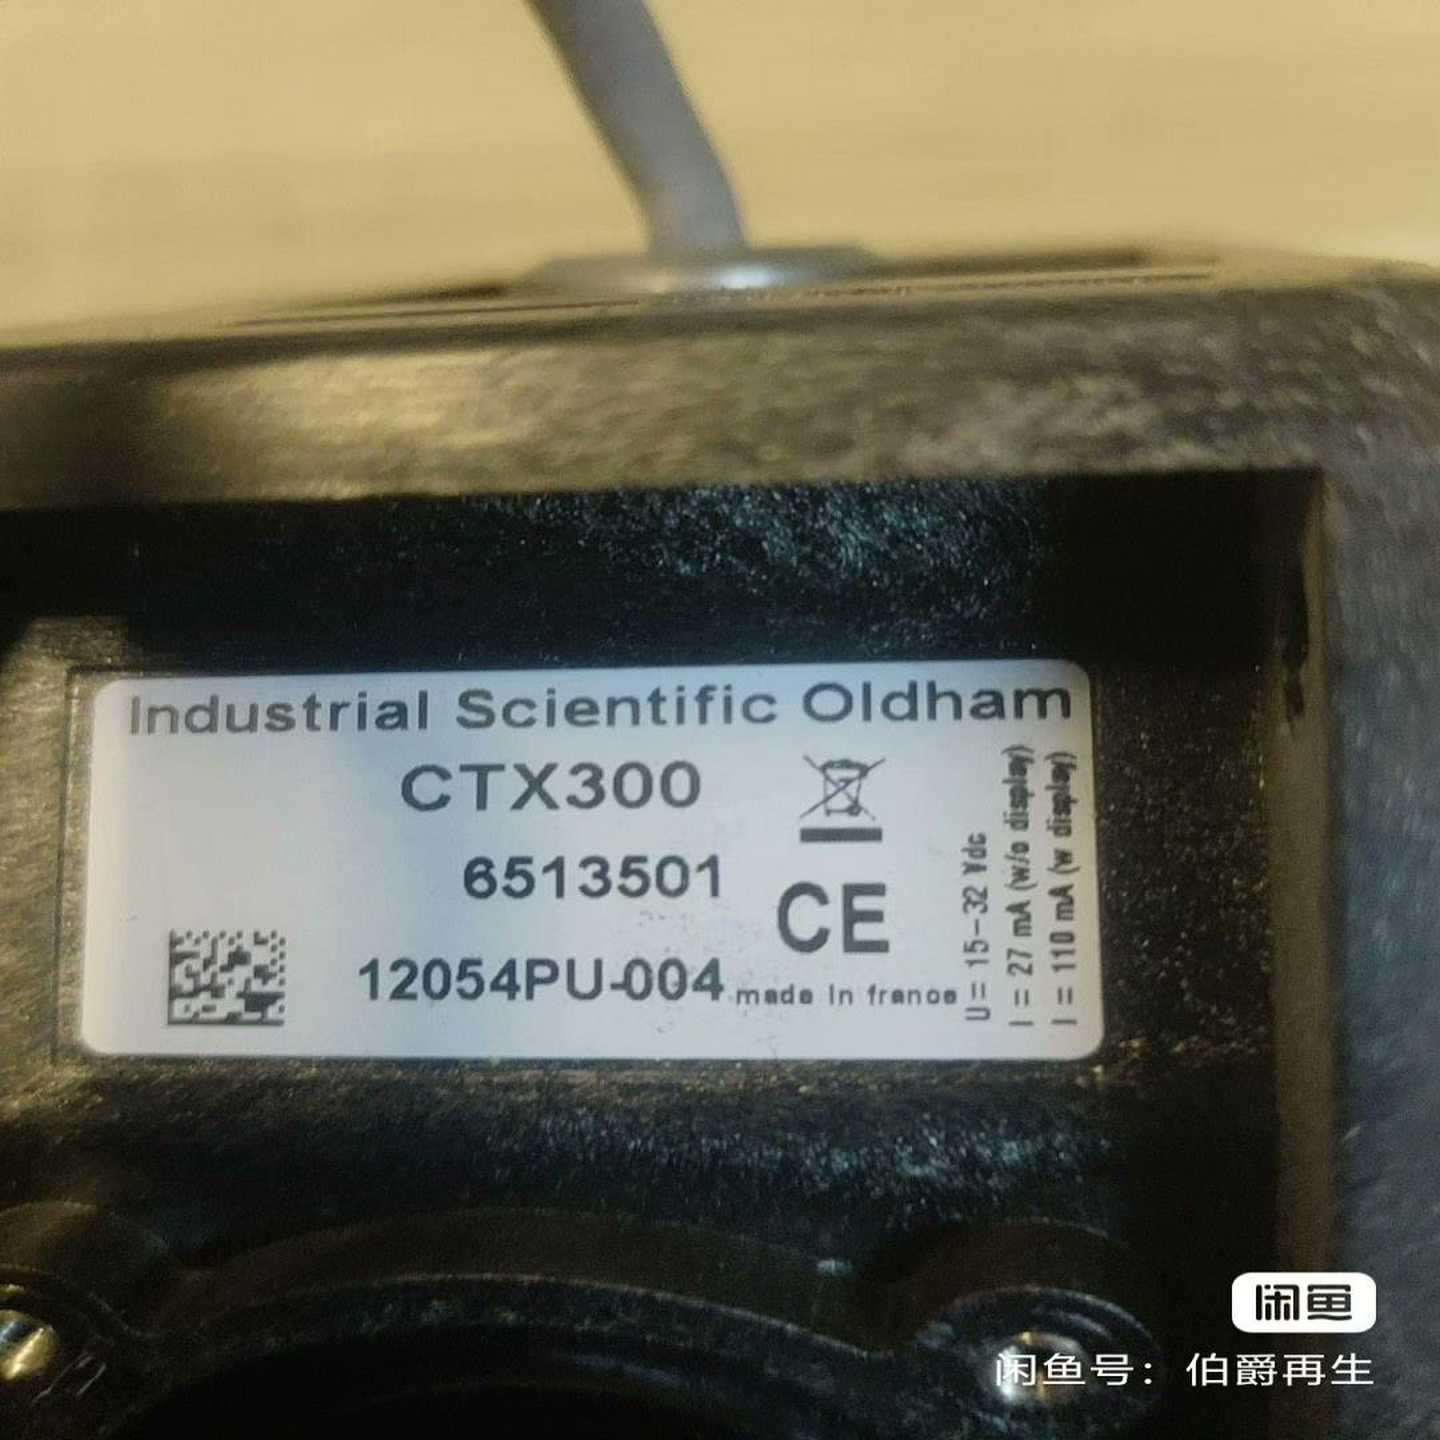 Industrial Scientific Oldham
CTX300
6513501
CE
12054PU-004
made in france
U = 15-32 Vdc
I = 27 mA (w/o display)
I = 110 mA (w display)
闲鱼
闲鱼号：伯爵再生